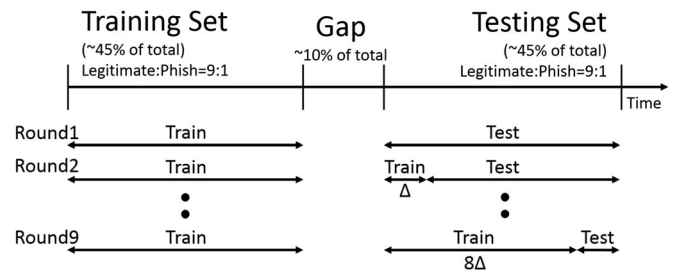 Training Set
(~45% of total)
Legitimate:Phish=9:1
Gap
~10% of total
Testing Set
(~45% of total)
Legitimate:Phish=9:1
Time
Round1 Train Test
Round2 Train Train Test
Δ
Round9 Train Train Test
8Δ